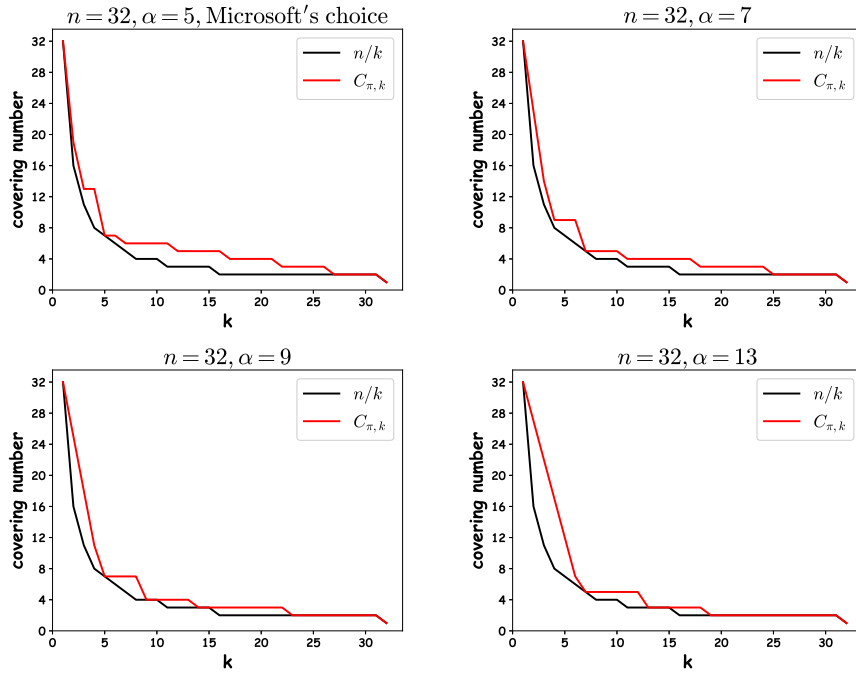 n = 32, α = 5, Microsoft's choice
n/k
C_{π, k}
covering number
32
28
24
20
16
12
8
4
0
0 5 10 15 20 25 30
k
n = 32, α = 7
n/k
C_{π, k}
covering number
32
28
24
20
16
12
8
4
0
0 5 10 15 20 25 30
k
n = 32, α = 9
n/k
C_{π, k}
covering number
32
28
24
20
16
12
8
4
0
0 5 10 15 20 25 30
k
n = 32, α = 13
n/k
C_{π, k}
covering number
32
28
24
20
16
12
8
4
0
0 5 10 15 20 25 30
k